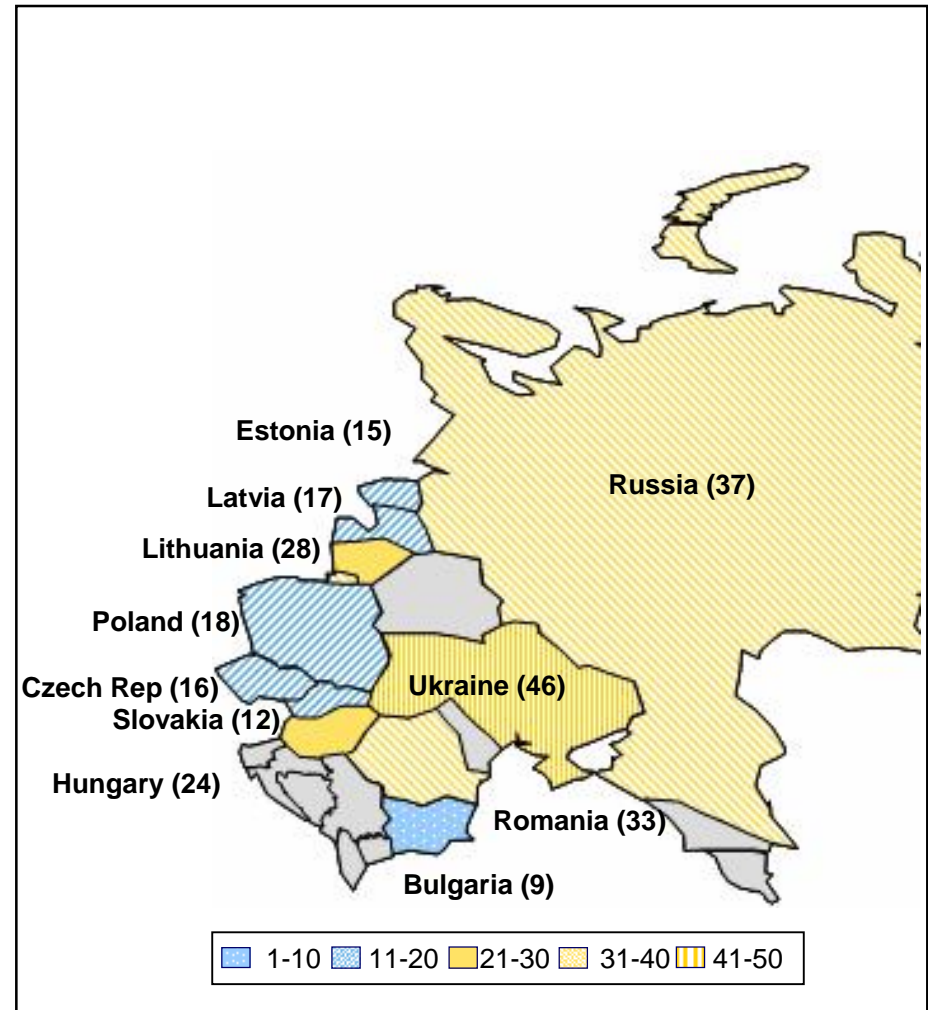 Estonia (15)
Russia (37)
Latvia (17)
Lithuania (28)
Poland (18)
Czech Rep (16)
Ukraine (46)
Slovakia (12)
Hungary (24)
Romania (33)
Bulgaria (9)
1-10 11-20 21-30 31-40 41-50